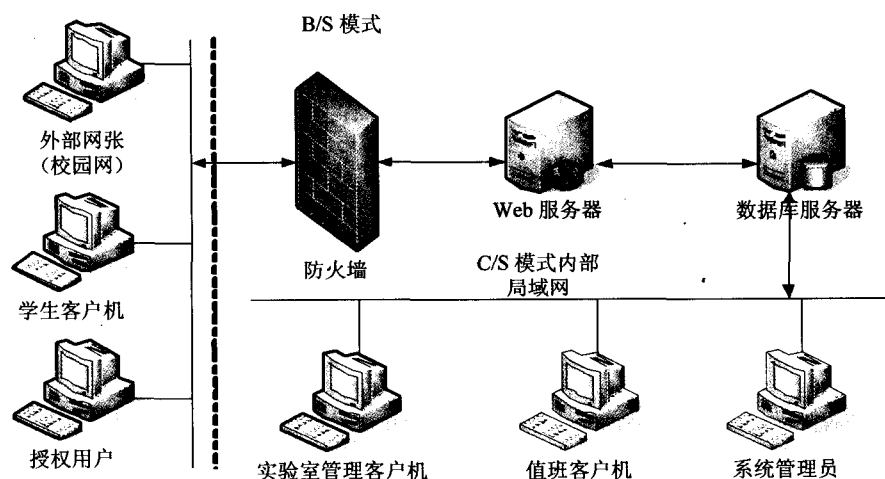 B/S 模式
外部网张
（校园网）
防火墙
Web 服务器
数据库服务器
学生客户机
C/S 模式内部
局域网
授权用户
实验室管理客户机
值班客户机
系统管理员